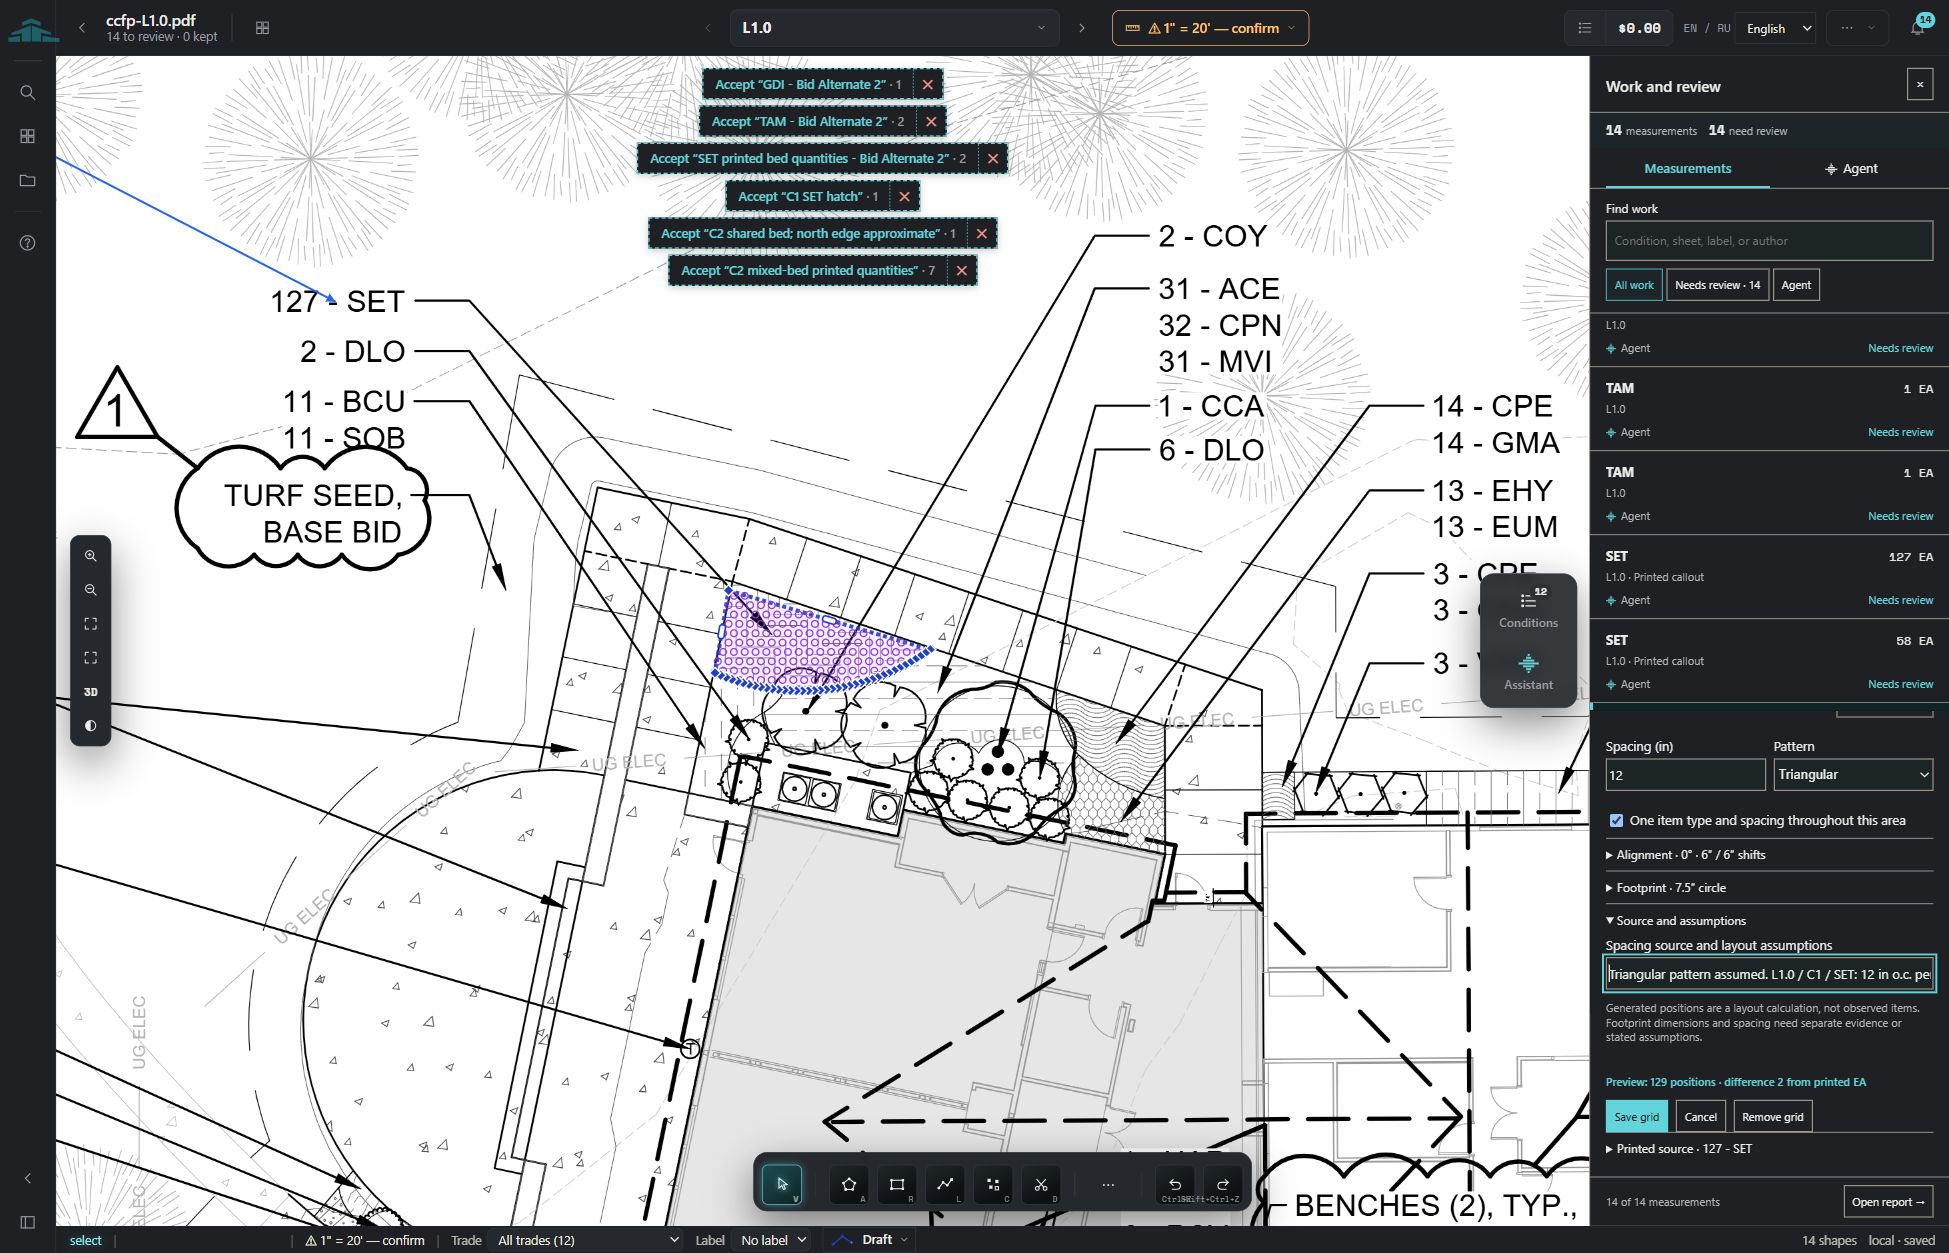 ccfp-L1.0.pdf
14 to review · 0 kept
L1.0
1" = 20' — confirm
$0.00
EN / RU
English
14
Accept “GDI - Bid Alternate 2” · 1
Accept “TAM - Bid Alternate 2” · 2
Accept “SET printed bed quantities - Bid Alternate 2” · 2
Accept “C1 SET hatch” · 1
Accept “C2 shared bed; north edge approximate” · 1
Accept “C2 mixed-bed printed quantities” · 7
127 - SET
2 - DLO
11 - BCU
11 - SOB
1
TURF SEED,
BASE BID
2 - COY
31 - ACE
32 - CPN
31 - MVI
1 - CCA
6 - DLO
14 - CPE
14 - GMA
13 - EHY
13 - EUM
3 - CPE
3 -
3 -
UG ELEC
UG ELEC
UG ELEC
UG ELEC
UG ELEC
UG ELEC
UG ELEC
UG ELEC
UG ELEC
T
BENCHES (2), TYP.,
3D
12
Conditions
Assistant
V
A
R
L
C
D
Shift+Ctrl+Z
Work and review
14 measurements 14 need review
Measurements
Agent
Find work
Condition, sheet, label, or author
All work
Needs review · 14
Agent
L1.0
Agent
Needs review
TAM
1 EA
L1.0
Agent
Needs review
TAM
1 EA
L1.0
Agent
Needs review
SET
127 EA
L1.0 · Printed callout
Agent
Needs review
SET
58 EA
L1.0 · Printed callout
Agent
Needs review
Spacing (in)
Pattern
12
Triangular
One item type and spacing throughout this area
Alignment · 0° · 6" / 6" shifts
Footprint · 7.5" circle
Source and assumptions
Spacing source and layout assumptions
Triangular pattern assumed. L1.0 / C1 / SET: 12 in o.c. per
Generated positions are a layout calculation, not observed items.
Footprint dimensions and spacing need separate evidence or
stated assumptions.
Preview: 129 positions · difference 2 from printed EA
Save grid
Cancel
Remove grid
Printed source · 127 - SET
14 of 14 measurements
Open report →
select
1" = 20' — confirm
Trade
All trades (12)
Label
No label
Draft
14 shapes
local · saved